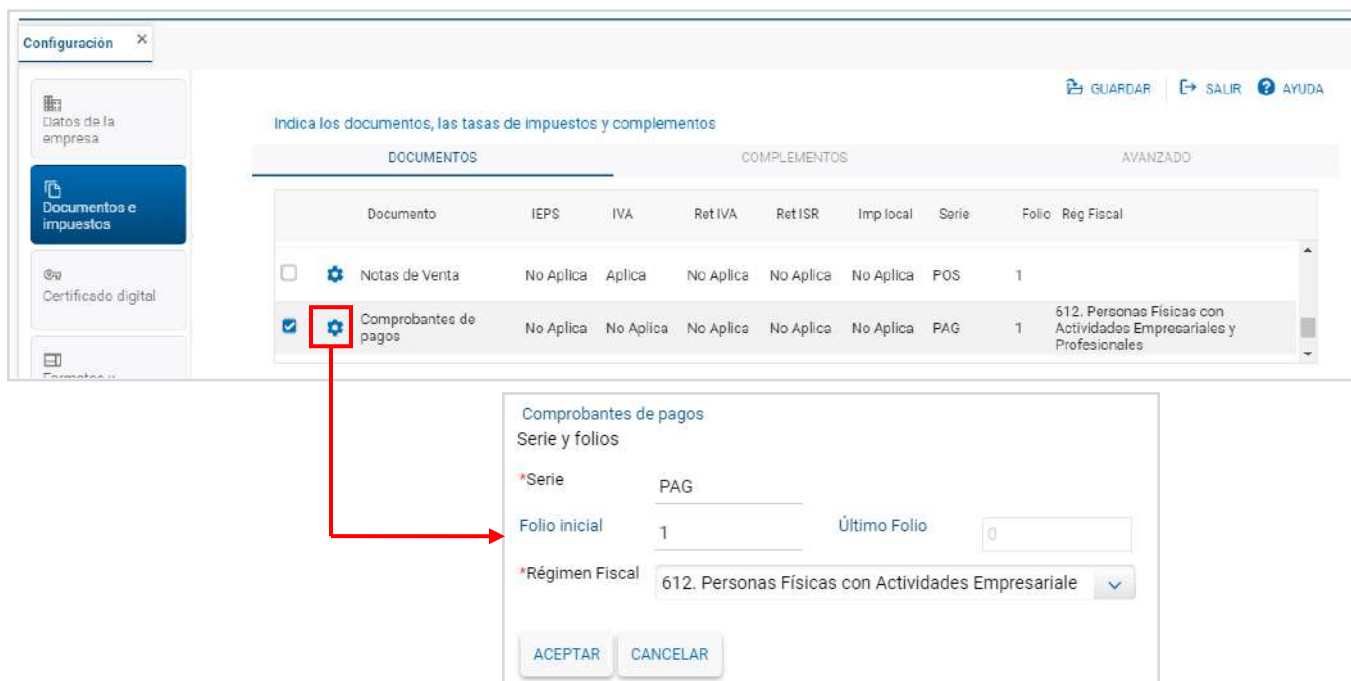 Configuración ×
GUARDAR
SALIR
AYUDA
Datos de la
empresa
Documentos e
impuestos
Certificado digital
Indica los documentos, las tasas de impuestos y complementos
DOCUMENTOS COMPLEMENTOS AVANZADO
Documento IEPS IVA Ret IVA Ret ISR Imp local Serie Folio Rég Fiscal
Notas de Venta No Aplica Aplica No Aplica No Aplica No Aplica POS 1
Comprobantes de
pagos No Aplica No Aplica No Aplica No Aplica No Aplica PAG 1
612. Personas Físicas con
Actividades Empresariales y
Profesionales
Comprobantes de pagos
Serie y folios
*Serie PAG
Folio inicial 1 Último Folio 0
*Régimen Fiscal 612. Personas Físicas con Actividades Empresariale
ACEPTAR CANCELAR